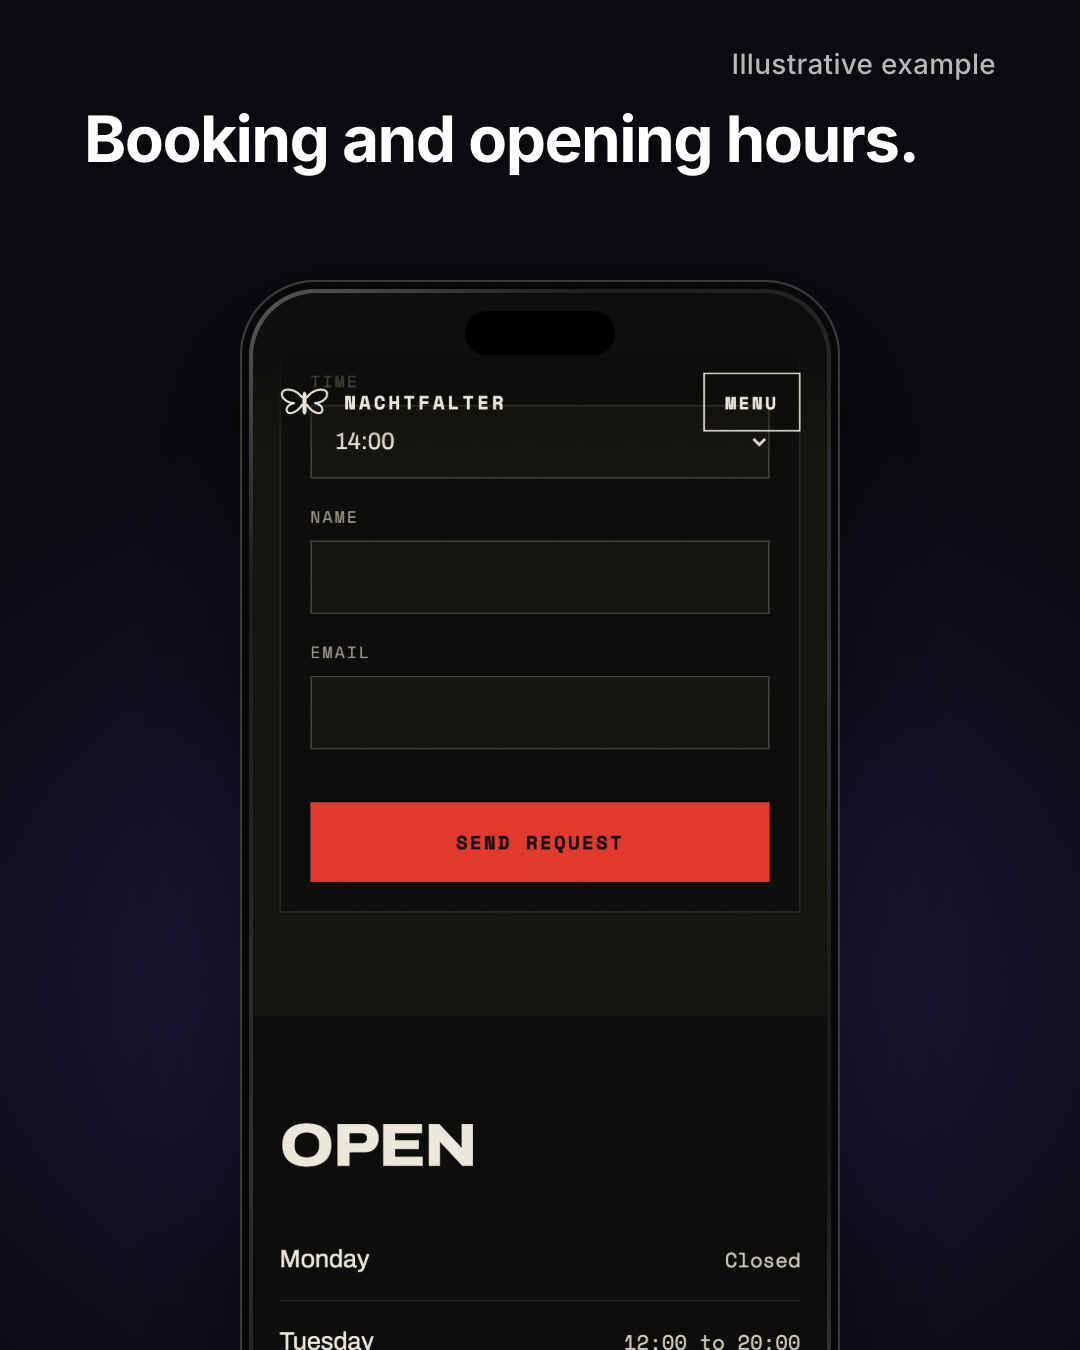 Illustrative example
Booking and opening hours.
TIME
NACHTFALTER
MENU
14:00
NAME
EMAIL
SEND REQUEST
OPEN
Monday Closed
Tuesday 12:00 to 20:00